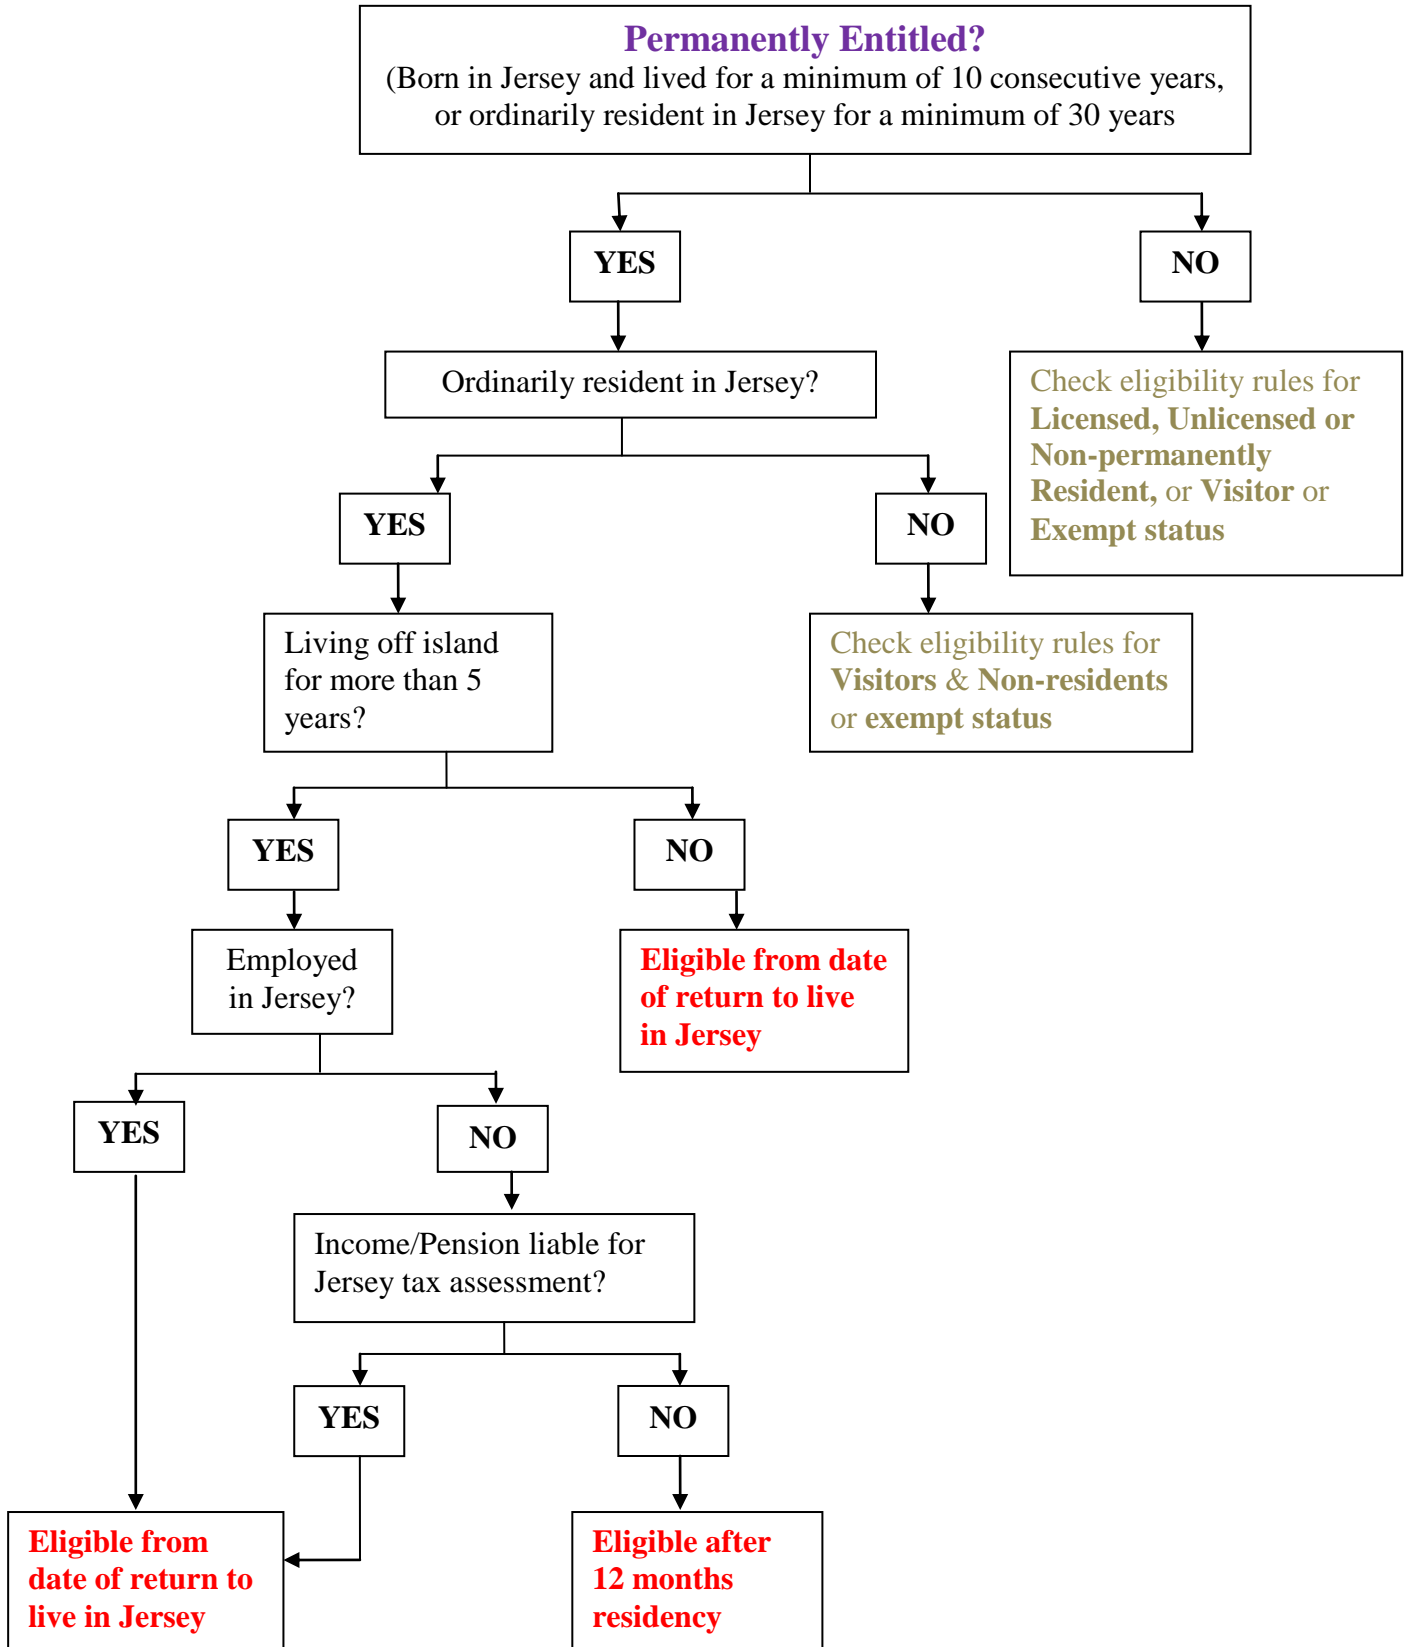 Permanently Entitled?
(Born in Jersey and lived for a minimum of 10 consecutive years,
or ordinarily resident in Jersey for a minimum of 30 years
YES
NO
Ordinarily resident in Jersey?
Check eligibility rules for
Licensed, Unlicensed or
Non-permanently
Resident, or Visitor or
Exempt status
YES
NO
Living off island
for more than 5
years?
Check eligibility rules for
Visitors & Non-residents
or exempt status
YES
NO
Employed
in Jersey?
Eligible from date
of return to live
in Jersey
YES
NO
Income/Pension liable for
Jersey tax assessment?
YES
NO
Eligible from
date of return to
live in Jersey
Eligible after
12 months
residency